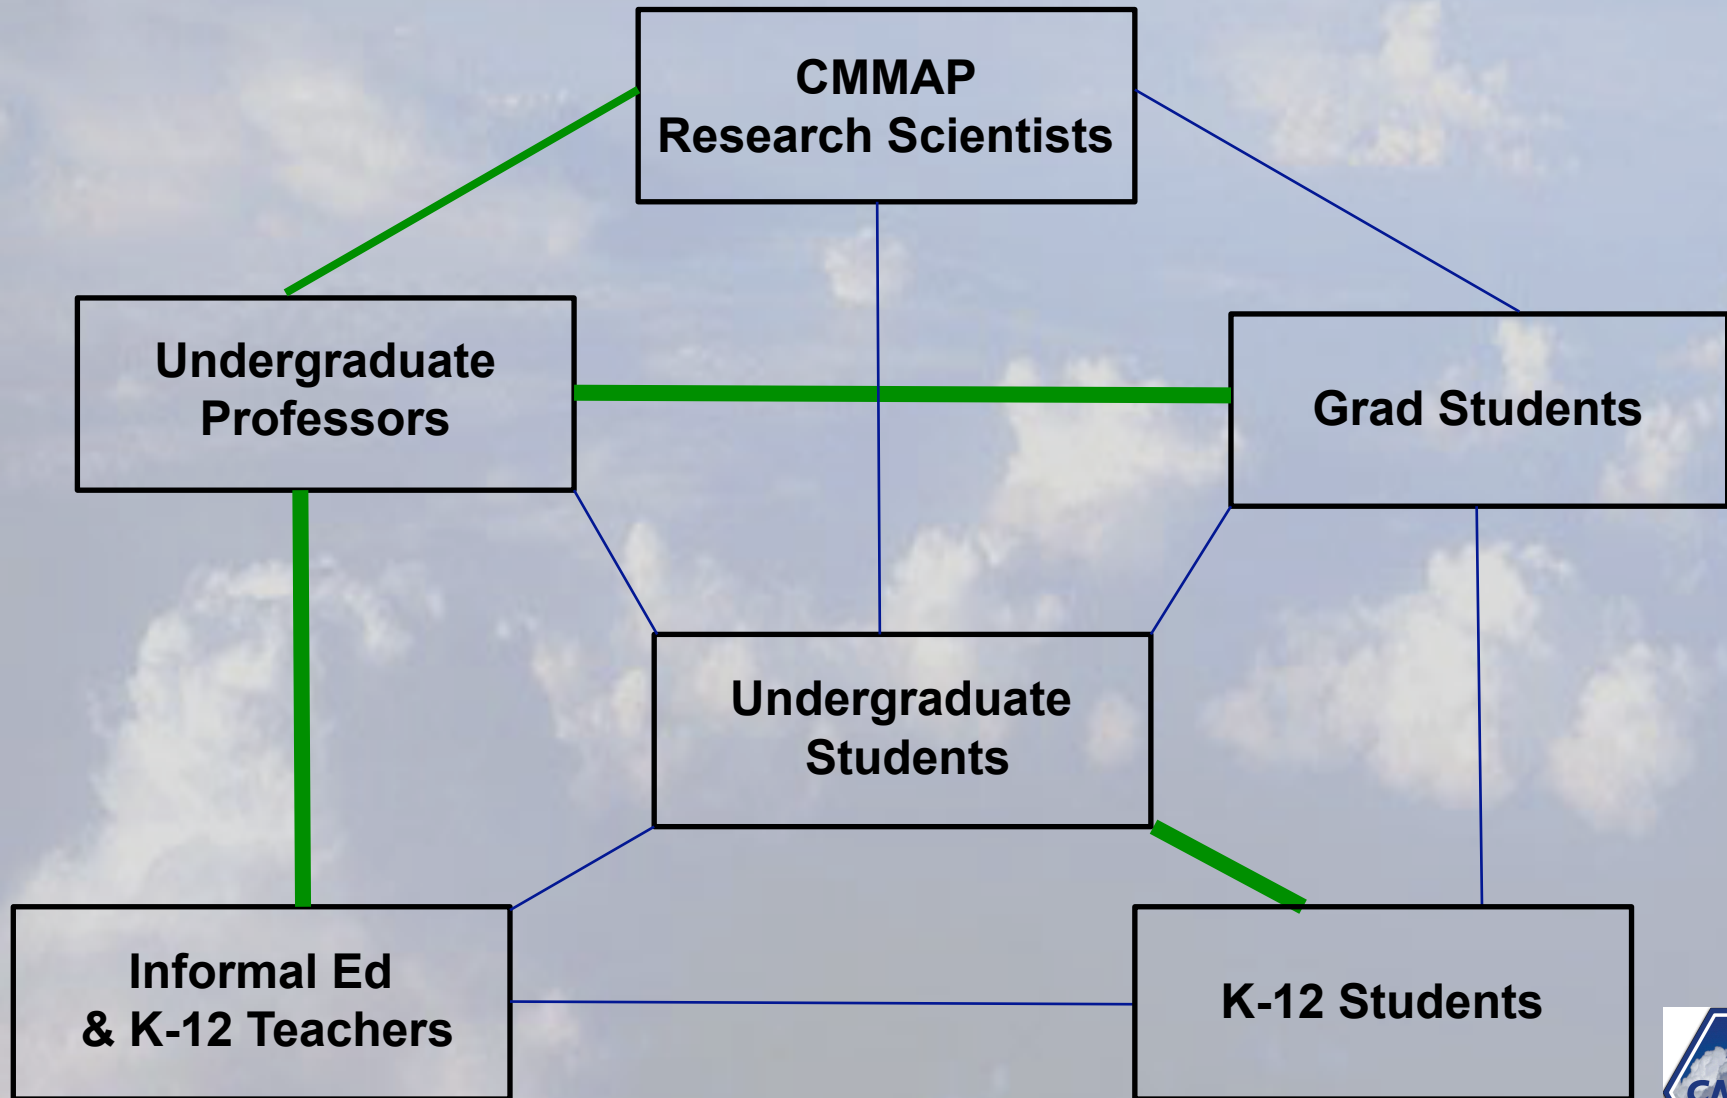 CMMAP
Research Scientists
Undergraduate
Professors
Grad Students
Undergraduate
Students
Informal Ed
& K-12 Teachers
K-12 Students